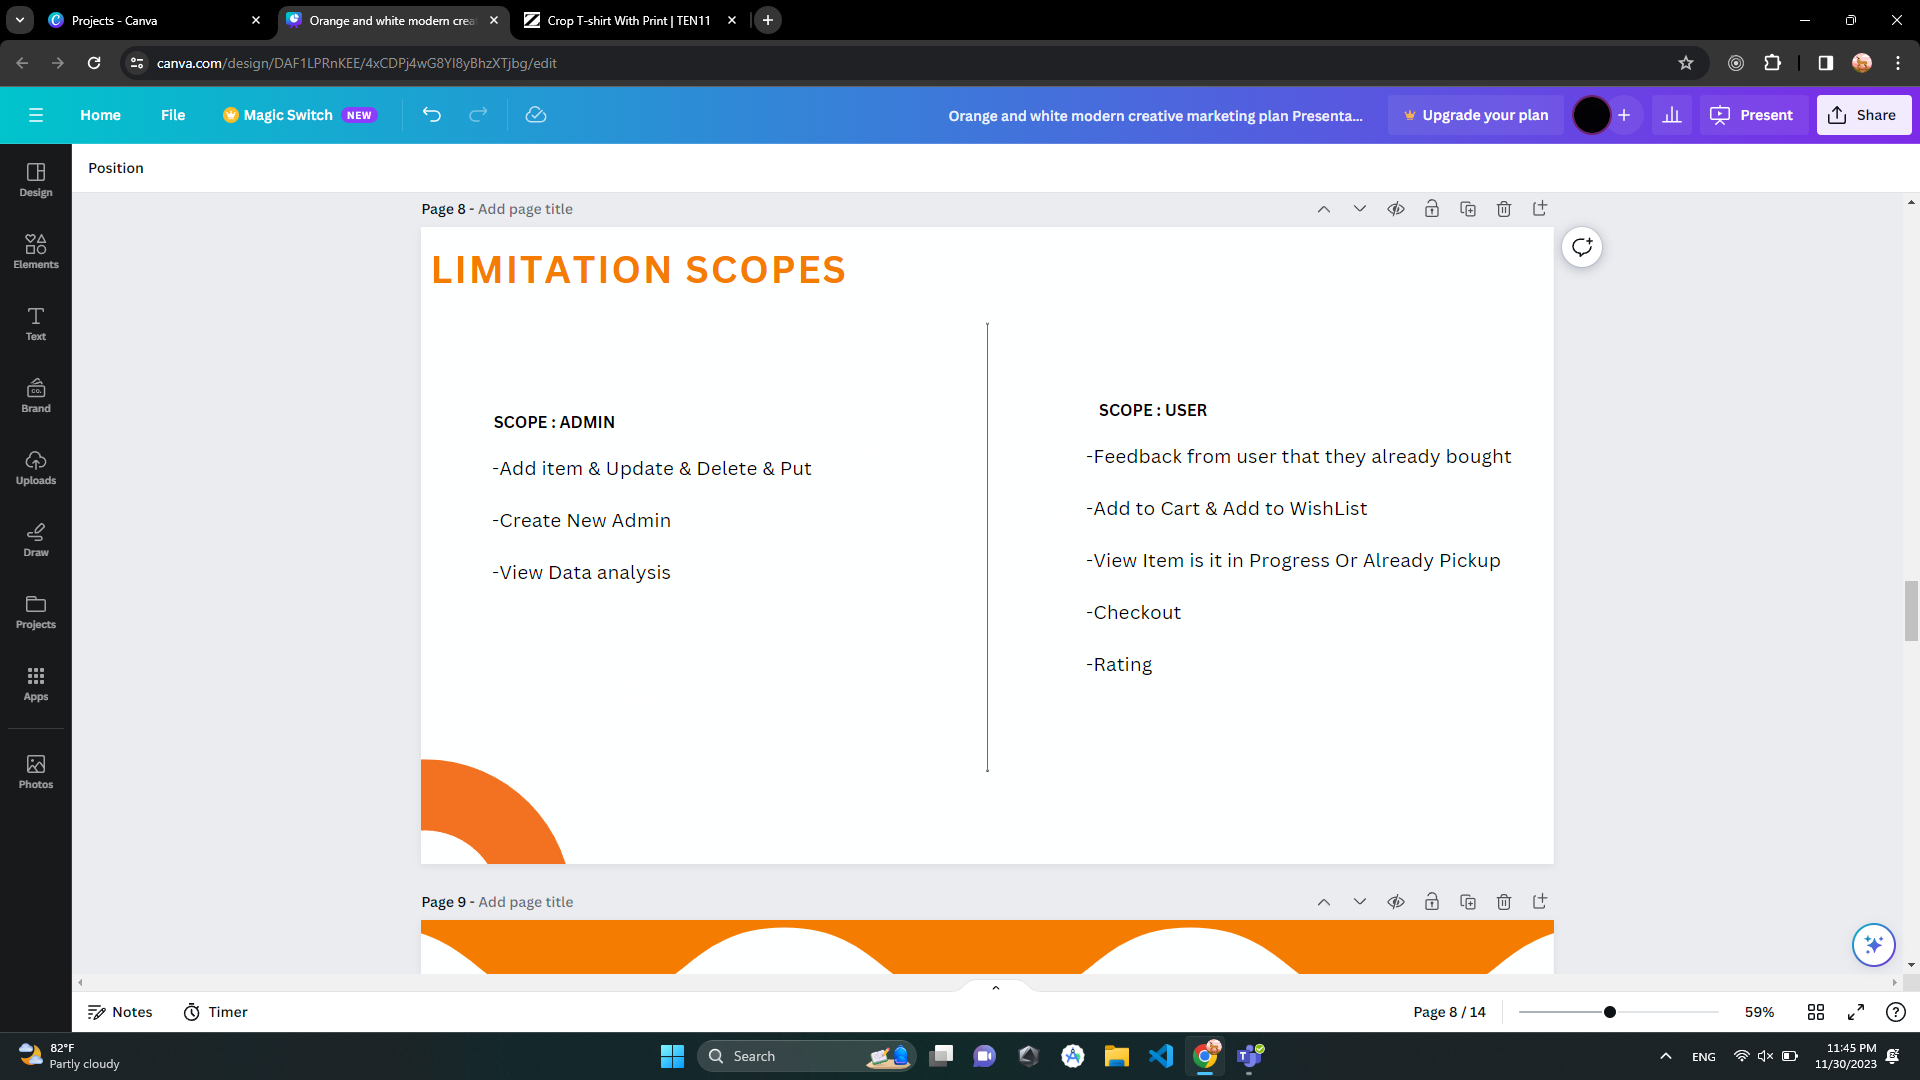 Projects - Canva
Orange and white modern crea
Crop T-shirt With Print | TEN11
canva.com/design/DAF1LPRnKEE/4xCDPj4wG8Yl8yBhzXTjbg/edit
Home
File
Magic Switch
NEW
Orange and white modern creative marketing plan Presenta...
Upgrade your plan
Present
Share
Position
Design
Elements
Text
Brand
Uploads
Draw
Projects
Apps
Photos
Page 8 - Add page title
LIMITATION SCOPES
SCOPE : ADMIN
-Add item & Update & Delete & Put
-Create New Admin
-View Data analysis
SCOPE : USER
-Feedback from user that they already bought
-Add to Cart & Add to WishList
-View Item is it in Progress Or Already Pickup
-Checkout
-Rating
Page 9 - Add page title
Notes
Timer
Page 8 / 14
59%
82°F
Partly cloudy
Search
ENG
11:45 PM
11/30/2023